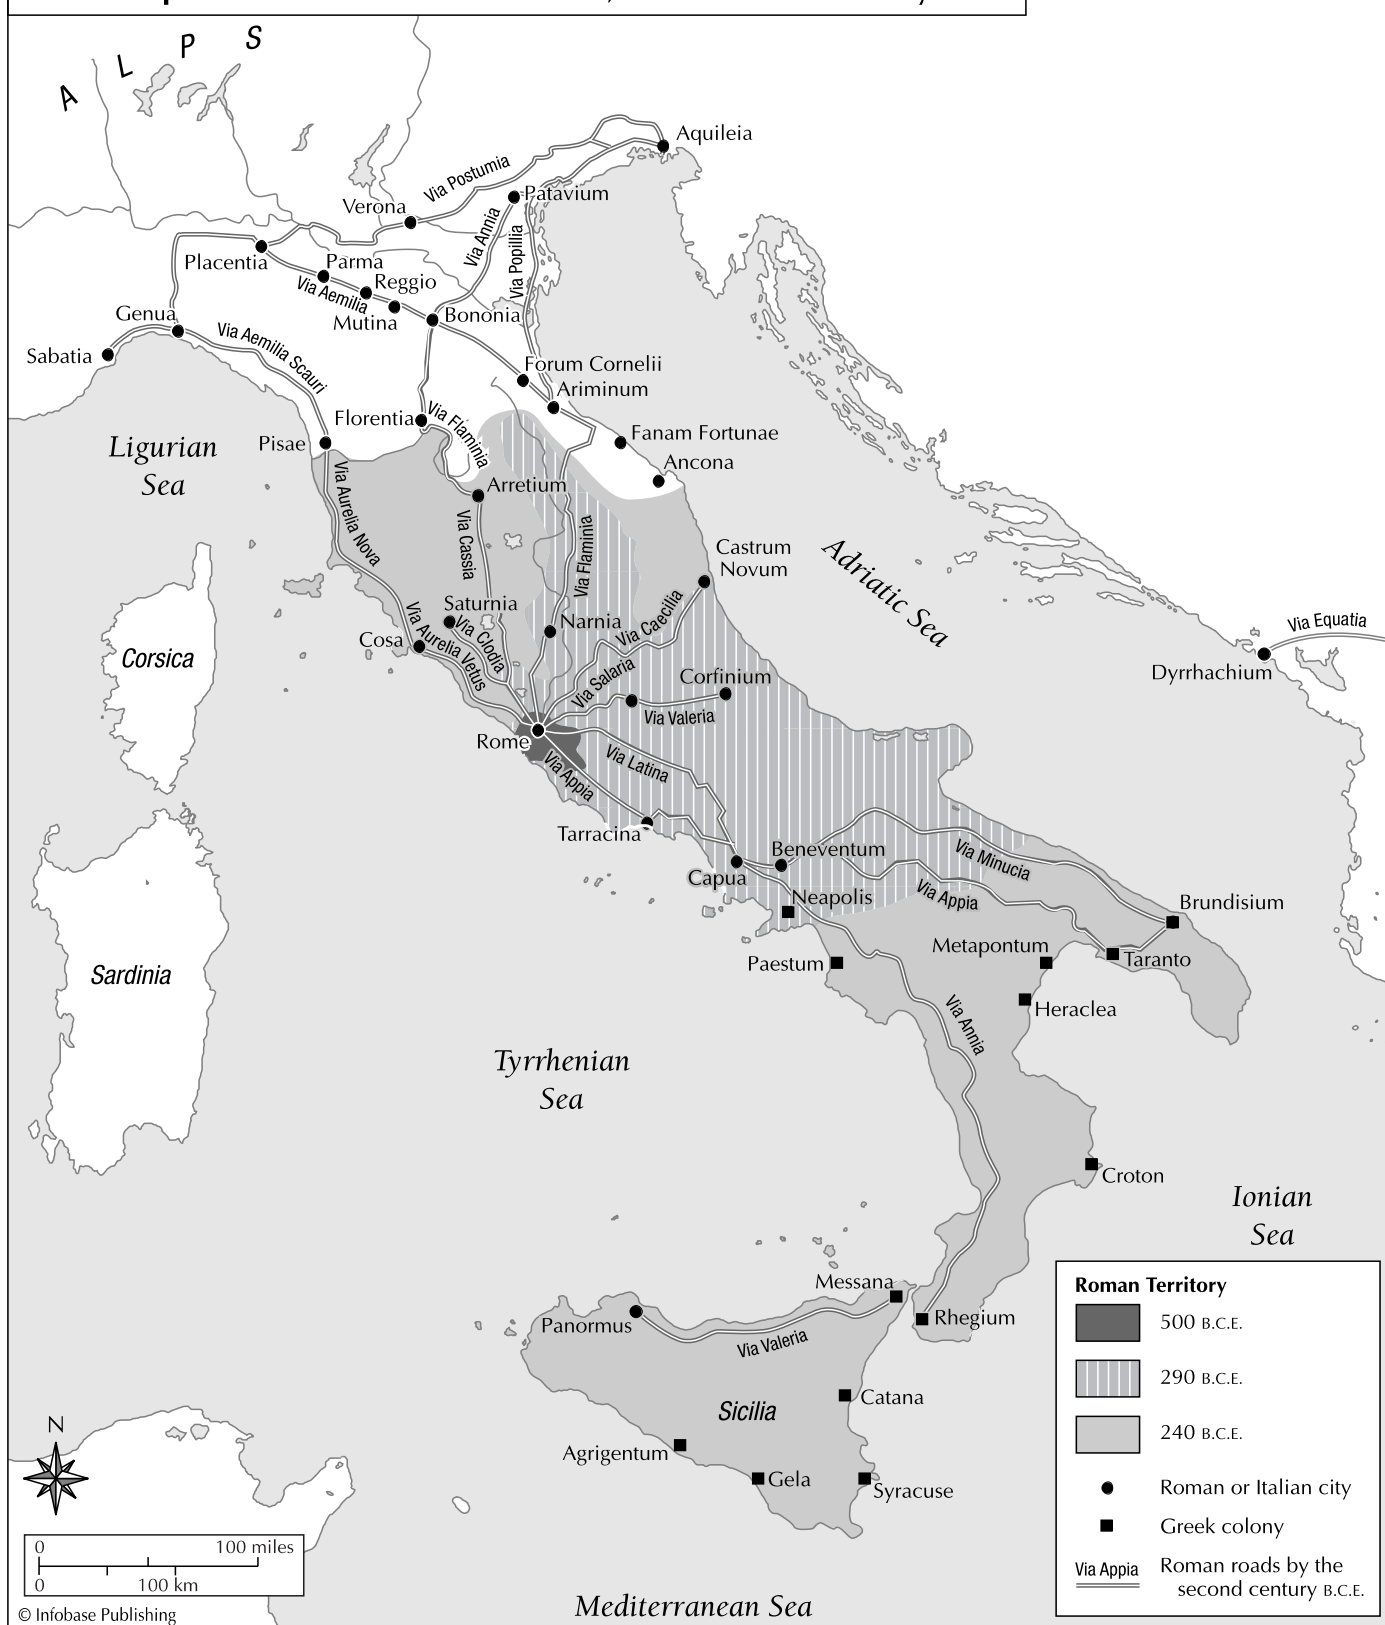 A L P S
Aquileia
Via Postumia
Patavium
Verona
Via Annia
Via Popillia
Placentia
Parma
Reggio
Via Aemilia
Mutina
Bononia
Genua
Via Aemilia Scauri
Sabatia
Forum Cornelii
Ariminum
Florentia
Via Flaminia
Fanam Fortunae
Pisae
Ancona
Ligurian
Sea
Arretium
Via Aurelia Nova
Via Cassia
Via Flaminia
Castrum
Novum
Adriatic Sea
Saturnia
Via Clodia
Narnia
Via Caecilia
Via Equatia
Cosa
Via Aurelia Vetus
Corsica
Dyrrhachium
Via Salaria
Corfinium
Via Valeria
Rome
Via Latina
Via Appia
Tarracina
Beneventum
Via Minucia
Capua
Via Appia
Neapolis
Brundisium
Metapontum
Taranto
Paestum
Sardinia
Heraclea
Via Annia
Tyrrhenian
Sea
Croton
Ionian
Sea
Messana
Rhegium
Panormus
Via Valeria
Sicilia
Catana
Agrigentum
Gela
Syracuse
Mediterranean Sea
Roman Territory
500 B.C.E.
290 B.C.E.
240 B.C.E.
Roman or Italian city
Greek colony
Via Appia Roman roads by the
second century B.C.E.
N
0 100 miles
0 100 km
© Infobase Publishing